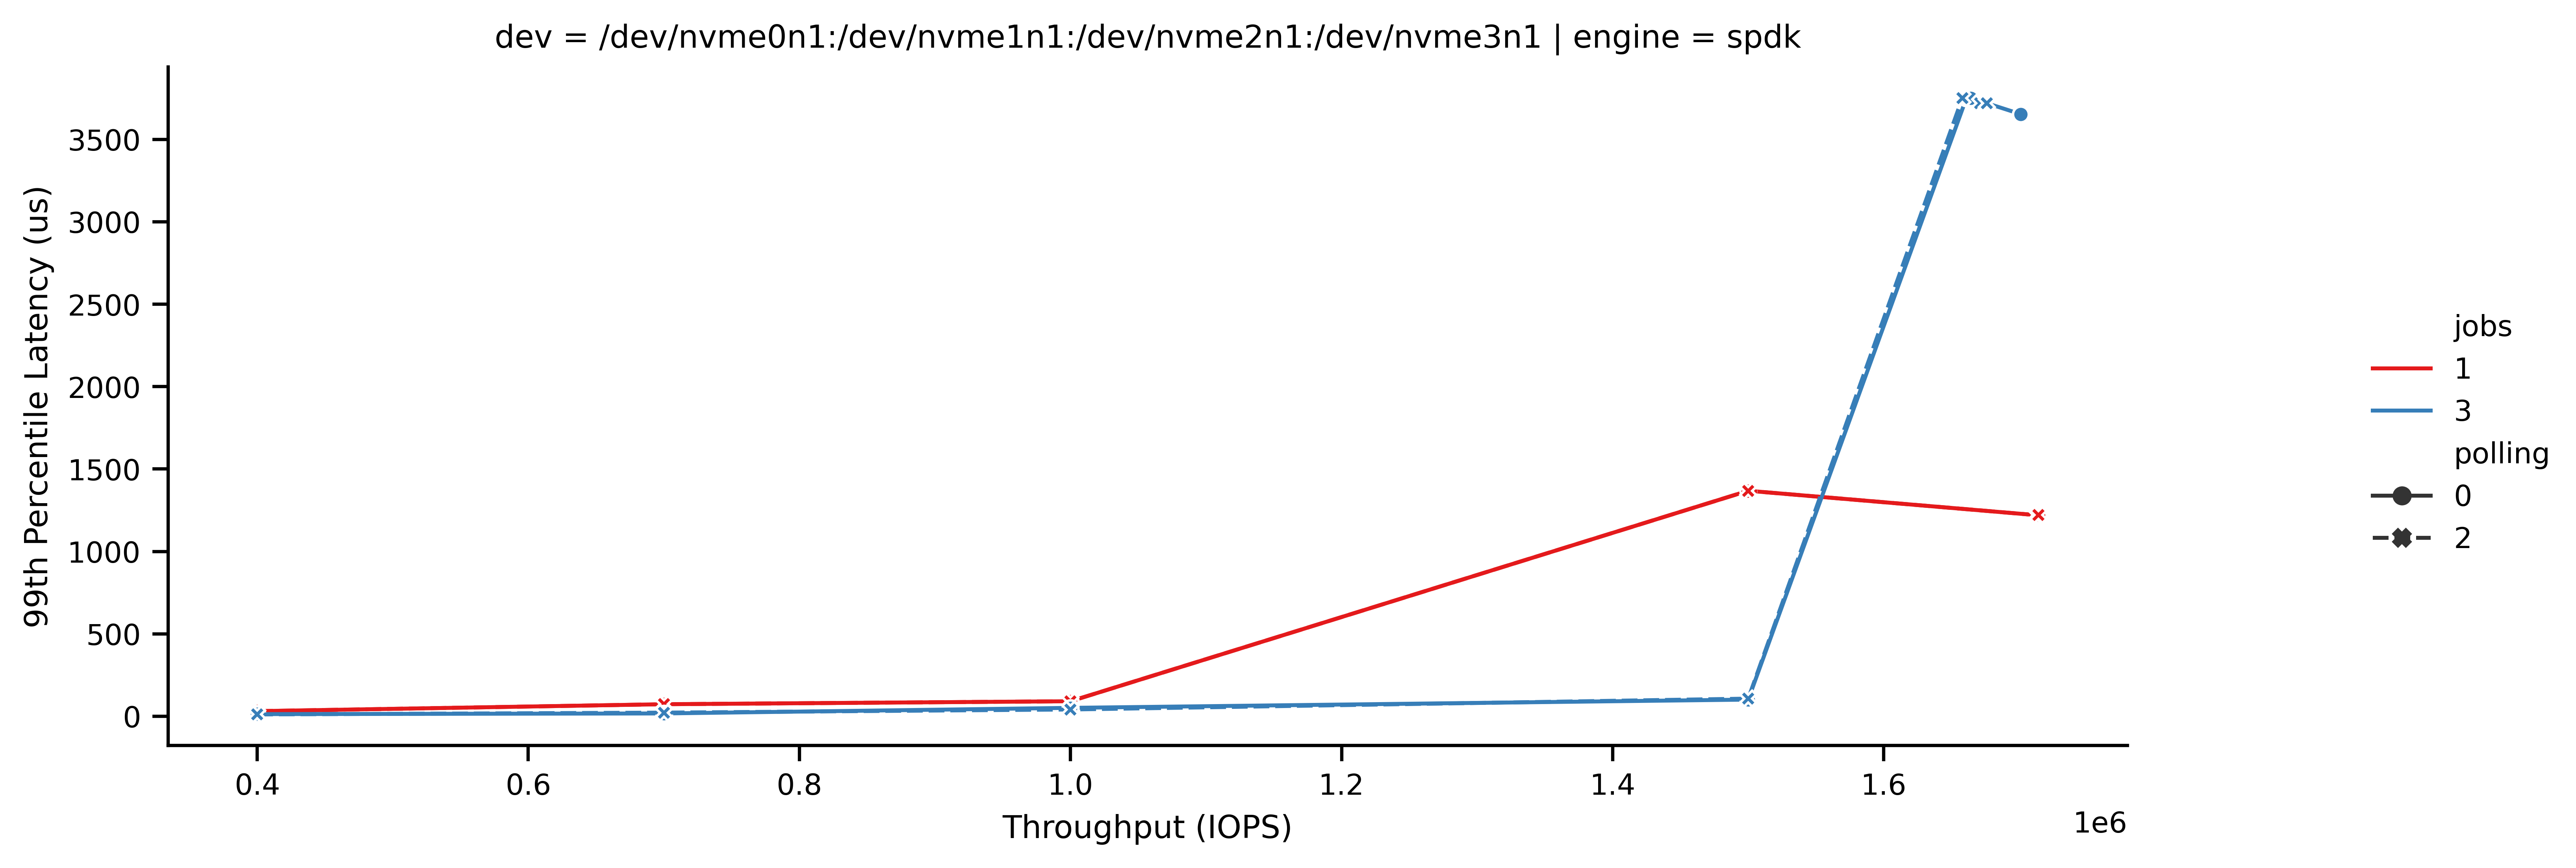 dev = /dev/nvme0n1:/dev/nvme1n1:/dev/nvme2n1:/dev/nvme3n1 | engine = spdk
99th Percentile Latency (us)
3500
3000
2500
2000
1500
1000
500
0
0.4 0.6 0.8 1.0 1.2 1.4 1.6
1e6
Throughput (IOPS)
jobs
1
3
polling
0
2